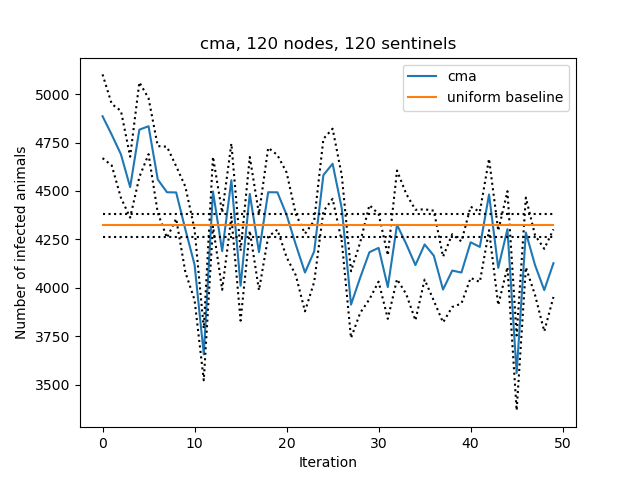 cma, 120 nodes, 120 sentinels
cma
uniform baseline
Number of infected animals
5000
4750
4500
4250
4000
3750
3500
0 10 20 30 40 50
Iteration